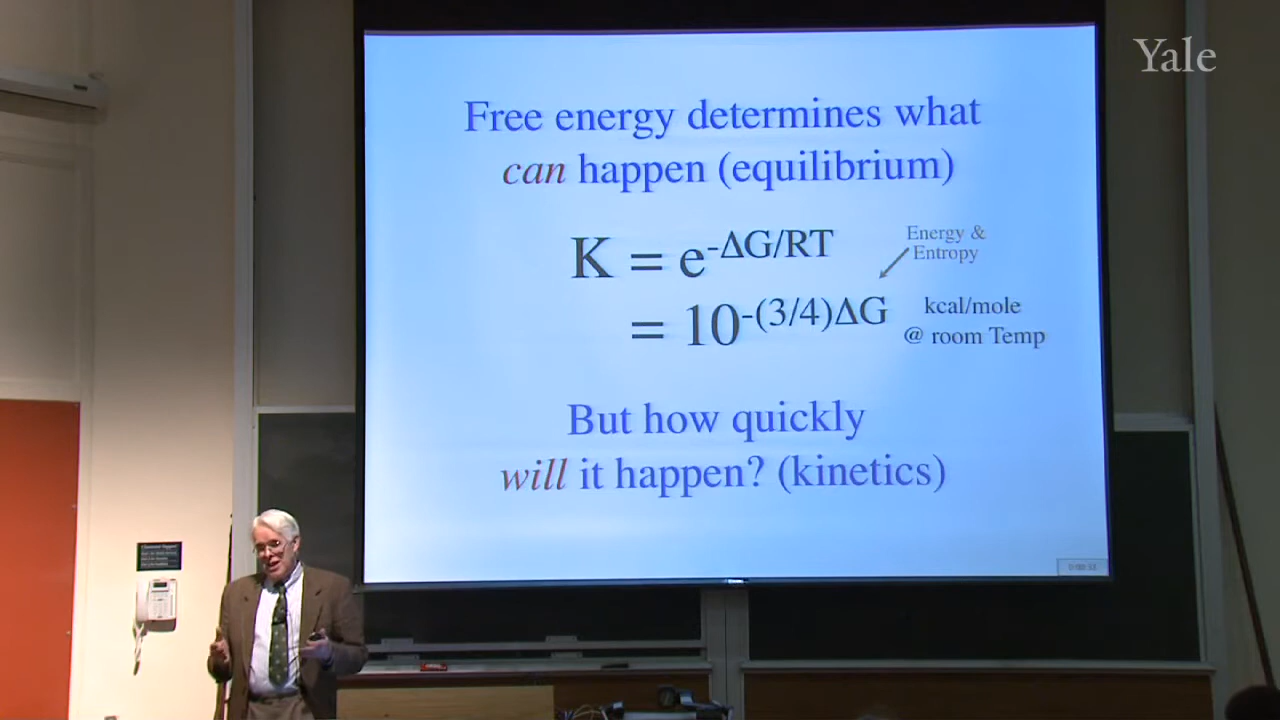 Yale
Free energy determines what
can happen (equilibrium)
K = e-ΔG/RT
Energy &
Entropy
= 10-(3/4)ΔG
kcal/mole
@ room Temp
But how quickly
will it happen? (kinetics)